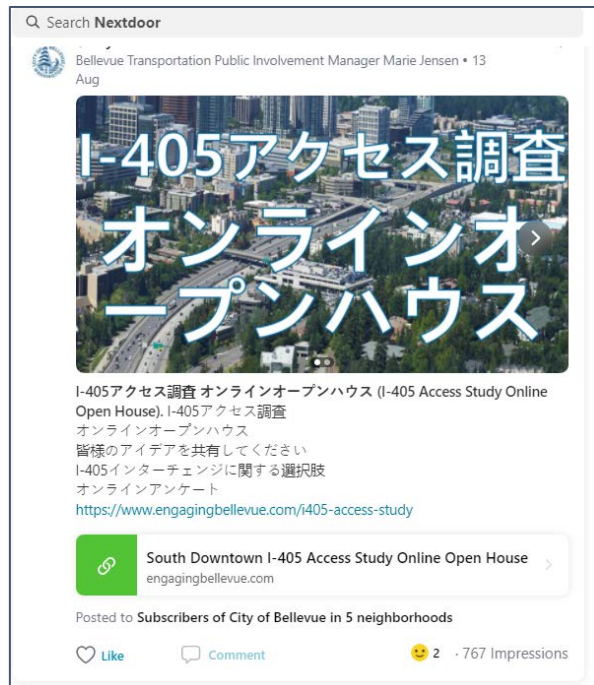 Search Nextdoor
Bellevue Transportation Public Involvement Manager Marie Jensen • 13
Aug
I-405アクセス調査
オンラインオ
ープンハウス
I-405アクセス調査 オンラインオープンハウス (I-405 Access Study Online
Open House). I-405アクセス調査
オンラインオープンハウス
皆様のアイデアを共有してください
I-405インターチェンジに関する選択肢
オンラインアンケート
https://www.engagingbellevue.com/i405-access-study
South Downtown I-405 Access Study Online Open House
engagingbellevue.com
Posted to Subscribers of City of Bellevue in 5 neighborhoods
Like
Comment
2 · 767 Impressions